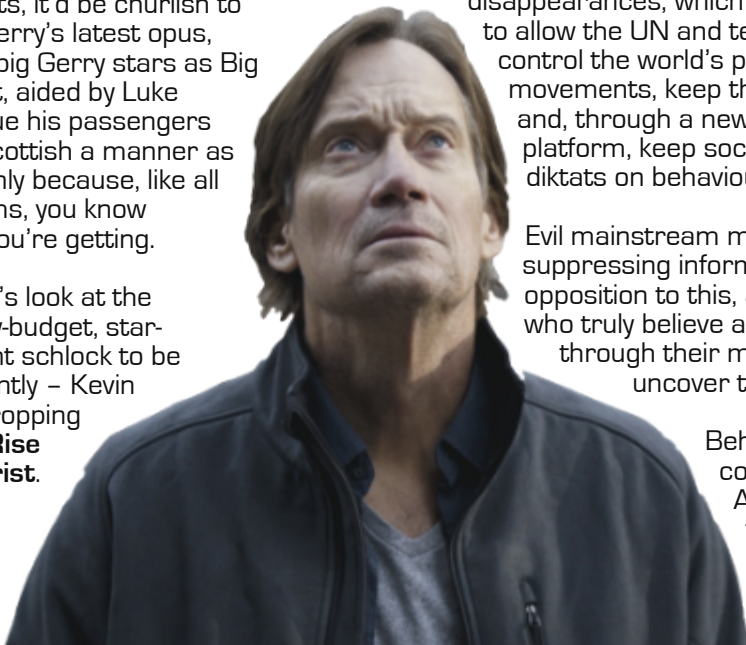 ts, it'd be churlish to
erry's latest opus,
big Gerry stars as Big
t, aided by Luke
ue his passengers
cottish a manner as
nly because, like all
ns, you know
ou're getting.
's look at the
-budget, star-
nt schlock to be
ntly – Kevin
opping
Rise
rist.
disappearances, which
to allow the UN and te
control the world's p
movements, keep th
and, through a new
platform, keep soc
diktats on behaviou
Evil mainstream m
suppressing inform
opposition to this,
who truly believe a
through their m
uncover t
Beh
co
A